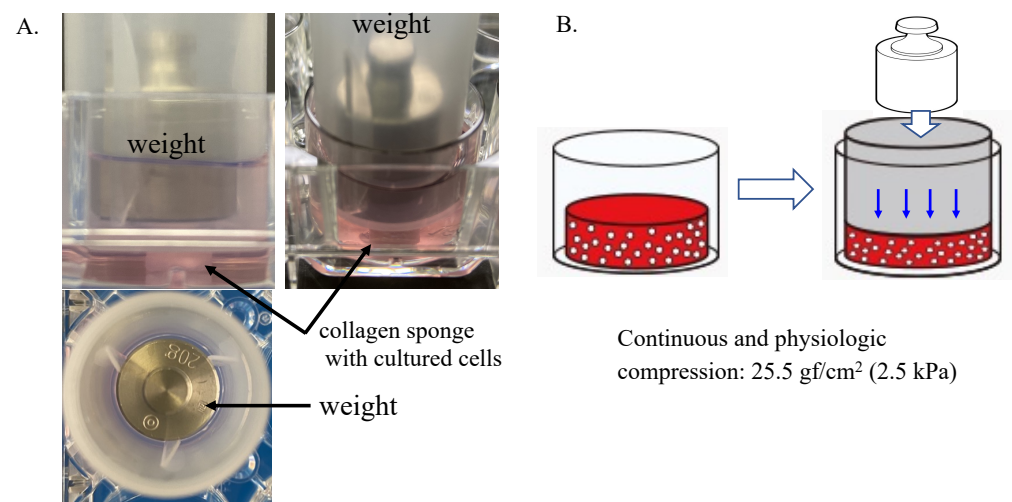 A.
weight
weight
collagen sponge
with cultured cells
weight
B.
Continuous and physiologic
compression: 25.5 gf/cm² (2.5 kPa)